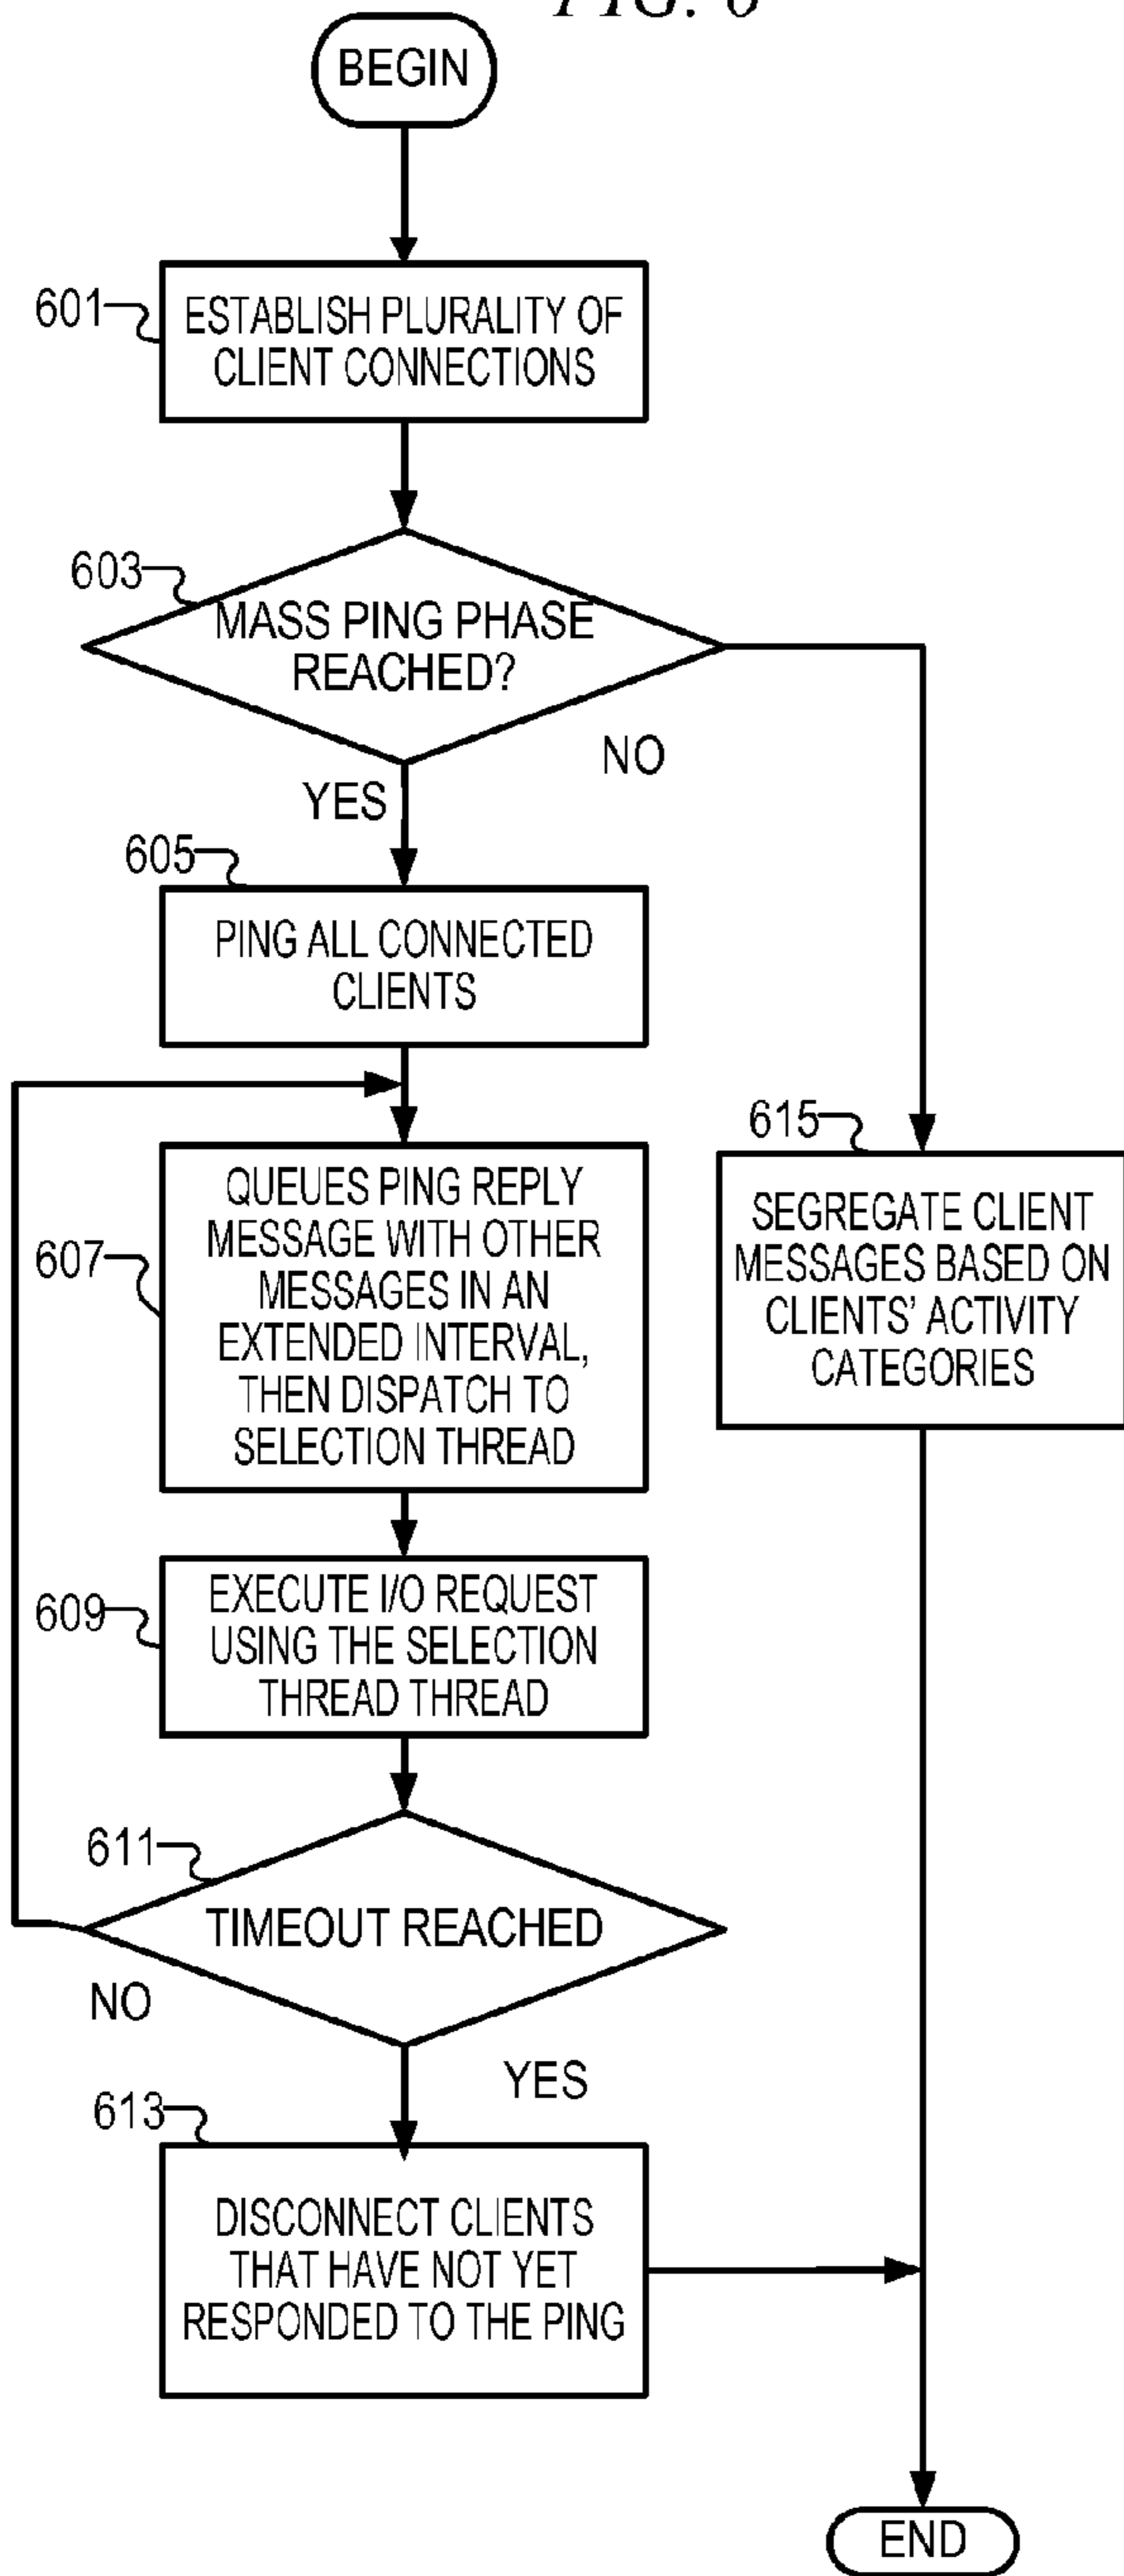 FIG. 6
BEGIN
601
ESTABLISH PLURALITY OF
CLIENT CONNECTIONS
603
MASS PING PHASE
REACHED?
NO
YES
605
PING ALL CONNECTED
CLIENTS
607
QUEUES PING REPLY
MESSAGE WITH OTHER
MESSAGES IN AN
EXTENDED INTERVAL,
THEN DISPATCH TO
SELECTION THREAD
615
SEGREGATE CLIENT
MESSAGES BASED ON
CLIENTS' ACTIVITY
CATEGORIES
609
EXECUTE I/O REQUEST
USING THE SELECTION
THREAD THREAD
611
TIMEOUT REACHED
NO
YES
613
DISCONNECT CLIENTS
THAT HAVE NOT YET
RESPONDED TO THE PING
END